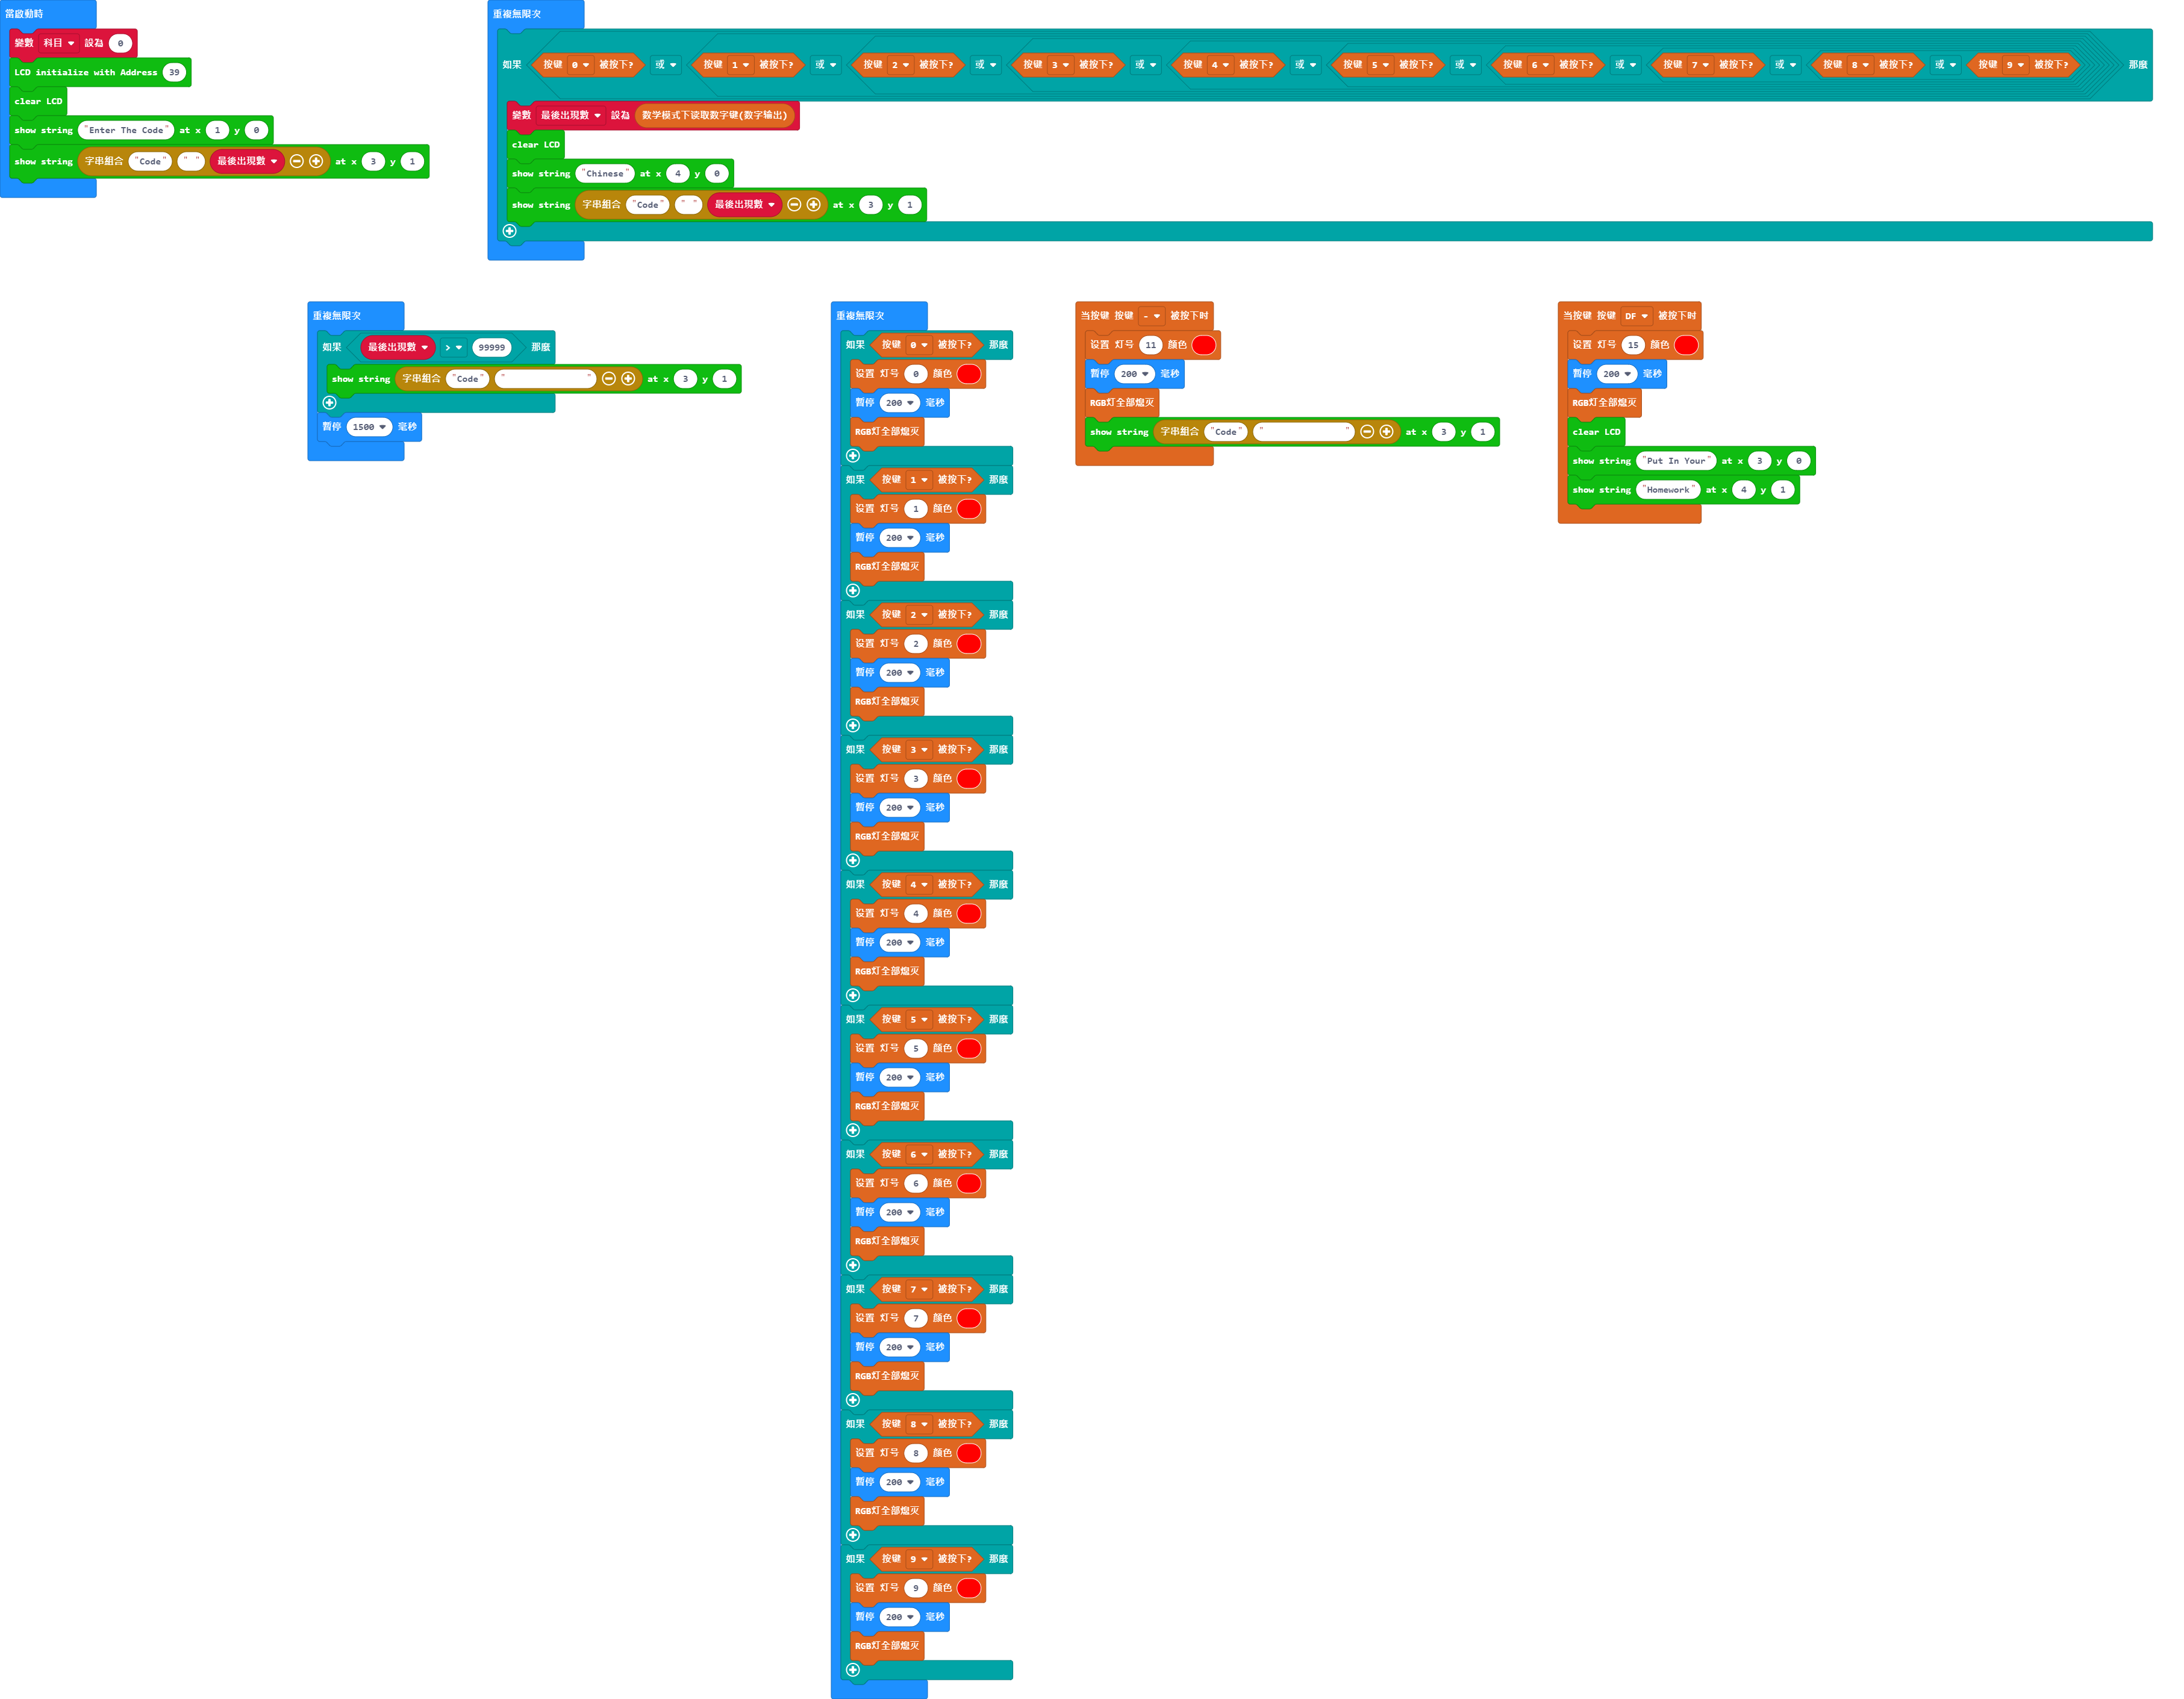 當啟動時
變數 科目 設為 0
LCD initialize with Address 39
clear LCD
show string "Enter The Code" at x 1 y 0
show string 字串組合 "Code" " " 最後出現數 at x 3 y 1
重複無限次
如果 按键 0 被按下? 或 按键 1 被按下? 或 按键 2 被按下? 或 按键 3 被按下? 或 按键 4 被按下? 或 按键 5 被按下? 或 按键 6 被按下? 或 按键 7 被按下? 或 按键 8 被按下? 或 按键 9 被按下? 那麼
變數 最後出現數 設為 数学模式下读取数字键(数字输出)
clear LCD
show string "Chinese" at x 4 y 0
show string 字串組合 "Code" " " 最後出現數 at x 3 y 1
重複無限次
如果 最後出現數 > 99999 那麼
show string 字串組合 "Code" " " at x 3 y 1
暫停 1500 毫秒
重複無限次
如果 按键 0 被按下? 那麼
设置 灯号 0 颜色
暫停 200 毫秒
RGB灯全部熄灭
如果 按键 1 被按下? 那麼
设置 灯号 1 颜色
暫停 200 毫秒
RGB灯全部熄灭
如果 按键 2 被按下? 那麼
设置 灯号 2 颜色
暫停 200 毫秒
RGB灯全部熄灭
如果 按键 3 被按下? 那麼
设置 灯号 3 颜色
暫停 200 毫秒
RGB灯全部熄灭
如果 按键 4 被按下? 那麼
设置 灯号 4 颜色
暫停 200 毫秒
RGB灯全部熄灭
如果 按键 5 被按下? 那麼
设置 灯号 5 颜色
暫停 200 毫秒
RGB灯全部熄灭
如果 按键 6 被按下? 那麼
设置 灯号 6 颜色
暫停 200 毫秒
RGB灯全部熄灭
如果 按键 7 被按下? 那麼
设置 灯号 7 颜色
暫停 200 毫秒
RGB灯全部熄灭
如果 按键 8 被按下? 那麼
设置 灯号 8 颜色
暫停 200 毫秒
RGB灯全部熄灭
如果 按键 9 被按下? 那麼
设置 灯号 9 颜色
暫停 200 毫秒
RGB灯全部熄灭
当按键 按键 - 被按下时
设置 灯号 11 颜色
暫停 200 毫秒
RGB灯全部熄灭
show string 字串組合 "Code" " " at x 3 y 1
当按键 按键 DF 被按下时
设置 灯号 15 颜色
暫停 200 毫秒
RGB灯全部熄灭
clear LCD
show string "Put In Your" at x 3 y 0
show string "Homework" at x 4 y 1